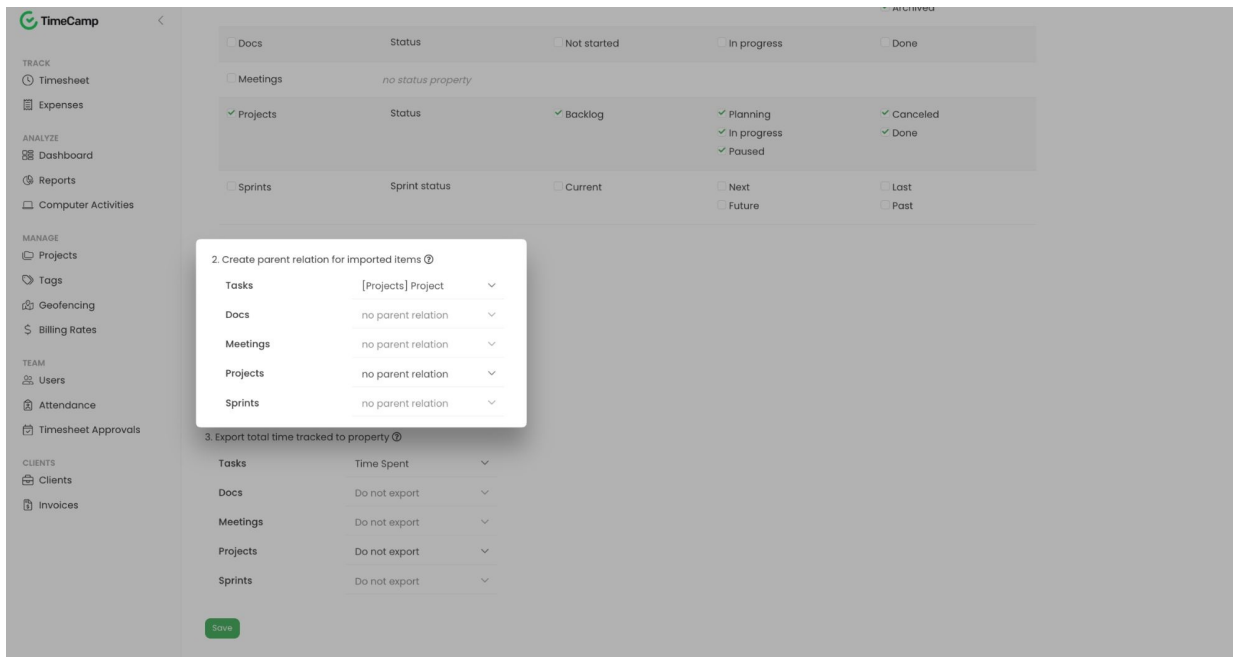 TimeCamp
TRACK
Timesheet
Expenses
ANALYZE
Dashboard
Reports
Computer Activities
MANAGE
Projects
Tags
Geofencing
Billing Rates
TEAM
Users
Attendance
Timesheet Approvals
CLIENTS
Clients
Invoices
Archived
Docs Status Not started In progress Done
Meetings no status property
Projects Status Backlog Planning Canceled
In progress Done
Paused
Sprints Sprint status Current Next Last
Future Past
2. Create parent relation for imported items
Tasks [Projects] Project
Docs no parent relation
Meetings no parent relation
Projects no parent relation
Sprints no parent relation
3. Export total time tracked to property
Tasks Time Spent
Docs Do not export
Meetings Do not export
Projects Do not export
Sprints Do not export
Save